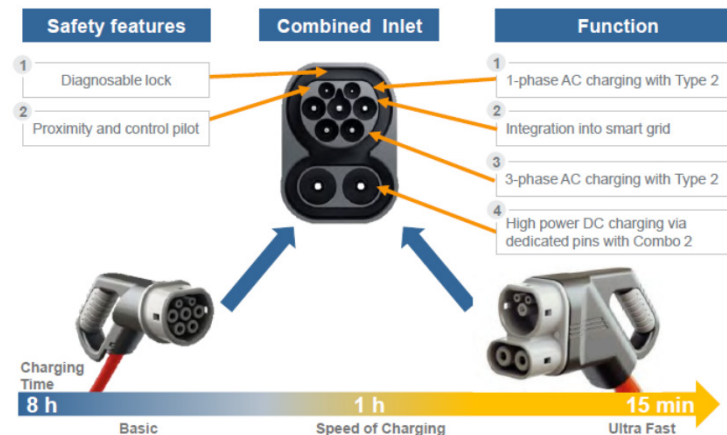 Safety features
Combined Inlet
Function
1
Diagnosable lock
2
Proximity and control pilot
1
1-phase AC charging with Type 2
2
Integration into smart grid
3
3-phase AC charging with Type 2
4
High power DC charging via
dedicated pins with Combo 2
Charging
Time
8 h
1 h
15 min
Basic
Speed of Charging
Ultra Fast